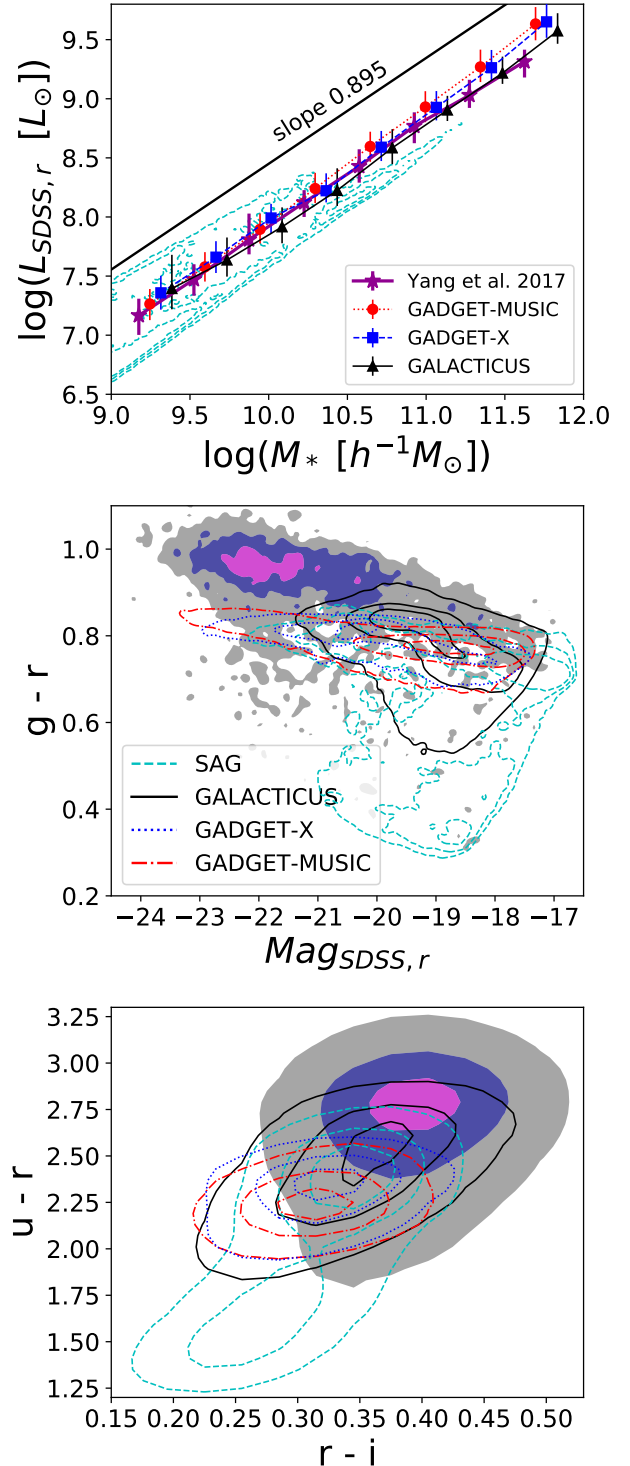 log(L_{SDSS,r} [L_⊙])
9.5
9.0
8.5
8.0
7.5
7.0
6.5
slope 0.895
Yang et al. 2017
GADGET-MUSIC
GADGET-X
GALACTICUS
9.0 9.5 10.0 10.5 11.0 11.5 12.0
log(M_* [h^{-1}M_⊙])
g - r
1.0
0.8
0.6
0.4
0.2
SAG
GALACTICUS
GADGET-X
GADGET-MUSIC
−24 −23 −22 −21 −20 −19 −18 −17
Mag_{SDSS,r}
u - r
3.25
3.00
2.75
2.50
2.25
2.00
1.75
1.50
1.25
0.15 0.20 0.25 0.30 0.35 0.40 0.45 0.50
r - i